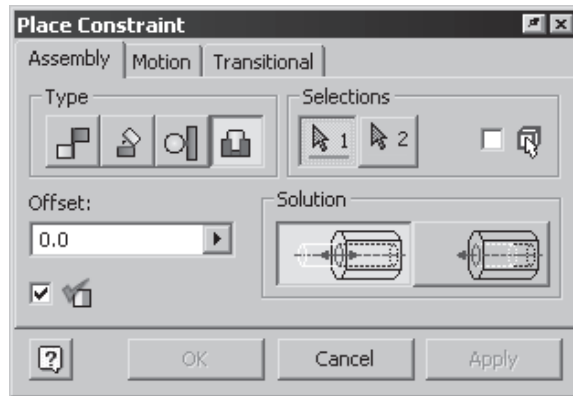 Place Constraint
Assembly Motion Transitional
Type
Selections
1 2
Offset:
Solution
0.0
OK Cancel Apply